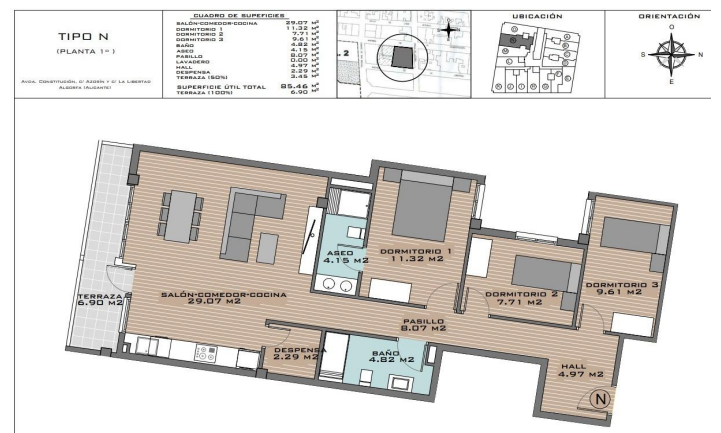 TIPO N
(PLANTA 1ª)
Avda. Constitución, c/ Azorín y c/ La Libertad
Algorfa (Alicante)
CUADRO DE SUPEFICIES
SALÓN-COMEDOR-COCINA 29.07 M²
DORMITORIO 1 11.32 M²
DORMITORIO 2 7.71 M²
DORMITORIO 3 9.61 M²
BAÑO 4.82 M²
ASEO 4.15 M²
PASILLO 8.07 M²
LAVADERO 0.00 M²
HALL 4.97 M²
DESPENSA 2.29 M²
TERRAZA (50%) 3.45 M²
SUPERFICIE ÚTIL TOTAL 85.46 M²
TERRAZA (100%) 6.90 M²
2
UBICACIÓN
ORIENTACIÓN
O
S
N
E
ASEO
4.15 M2
DORMITORIO 1
11.32 M2
DORMITORIO 2
7.71 M2
DORMITORIO 3
9.61 M2
TERRAZA
6.90 M2
SALÓN-COMEDOR-COCINA
29.07 M2
PASILLO
8.07 M2
DESPENSA
2.29 M2
BAÑO
4.82 M2
HALL
4.97 M2
N